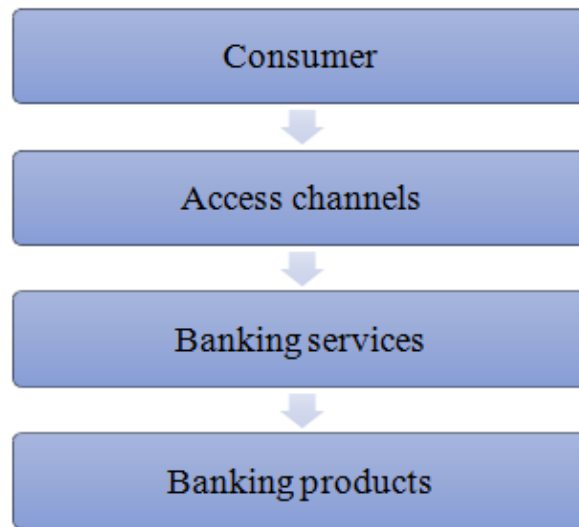 Consumer
Access channels
Banking services
Banking products